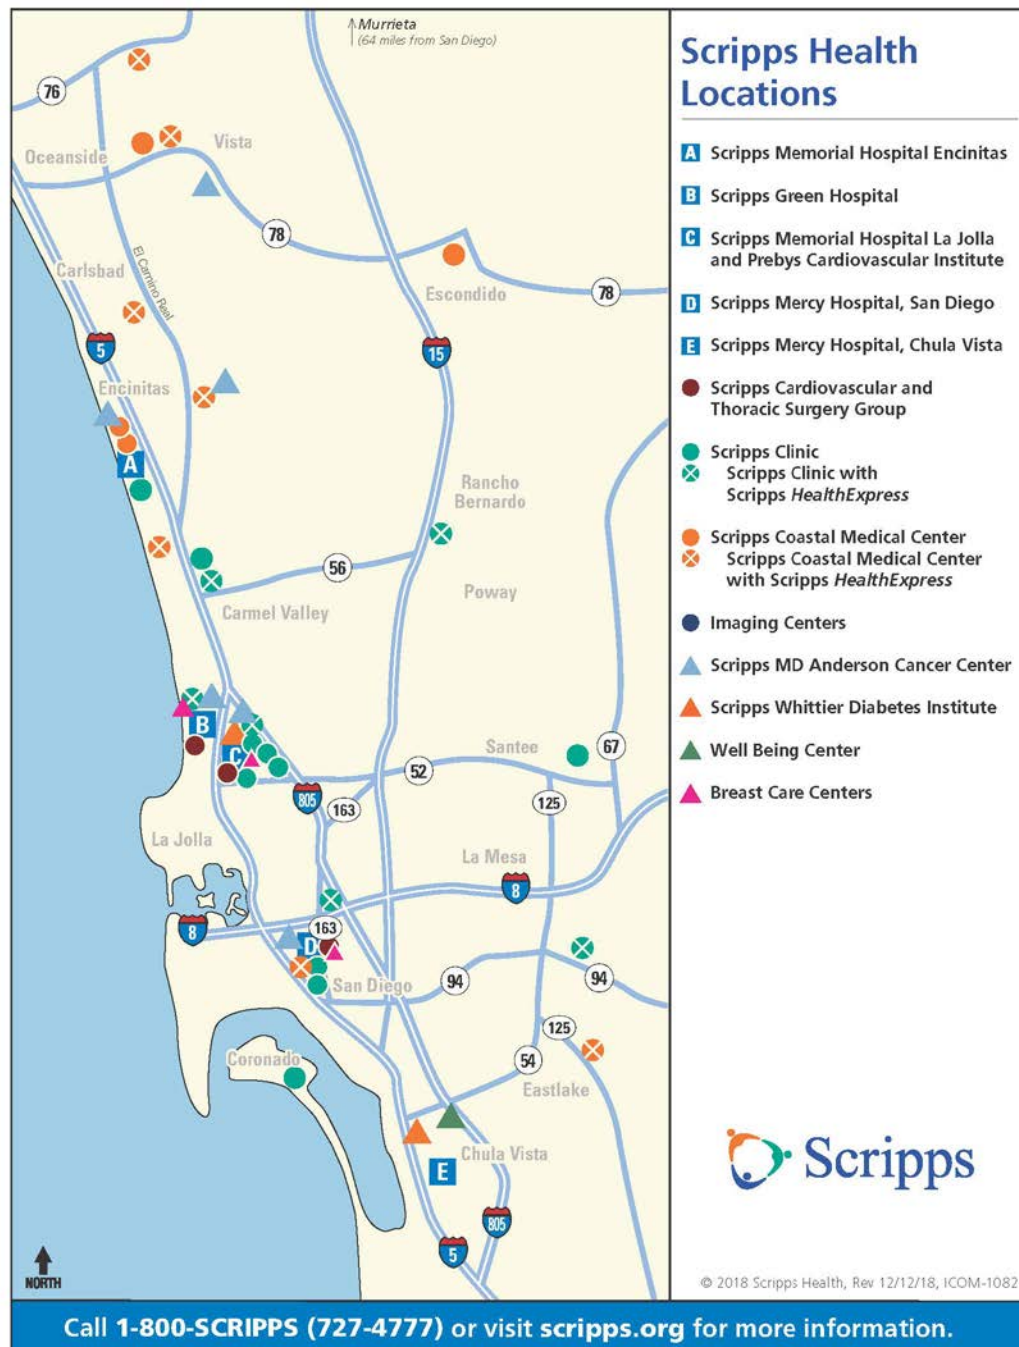 Murrieta
(64 miles from San Diego)
76
Oceanside
Vista
78
Carlsbad
El Camino Real
Escondido
78
5
15
Encinitas
A
Rancho
Bernardo
56
Poway
Carmel Valley
B
C
Santee
67
52
805
163
125
La Jolla
La Mesa
8
8
163
D
San Diego
94
94
125
54
Coronado
Eastlake
Chula Vista
E
805
5
NORTH
Scripps Health
Locations
A Scripps Memorial Hospital Encinitas
B Scripps Green Hospital
C Scripps Memorial Hospital La Jolla
and Prebys Cardiovascular Institute
D Scripps Mercy Hospital, San Diego
E Scripps Mercy Hospital, Chula Vista
Scripps Cardiovascular and
Thoracic Surgery Group
Scripps Clinic
Scripps Clinic with
Scripps HealthExpress
Scripps Coastal Medical Center
Scripps Coastal Medical Center
with Scripps HealthExpress
Imaging Centers
Scripps MD Anderson Cancer Center
Scripps Whittier Diabetes Institute
Well Being Center
Breast Care Centers
Scripps
© 2018 Scripps Health, Rev 12/12/18, ICOM-1082
Call 1-800-SCRIPPS (727-4777) or visit scripps.org for more information.